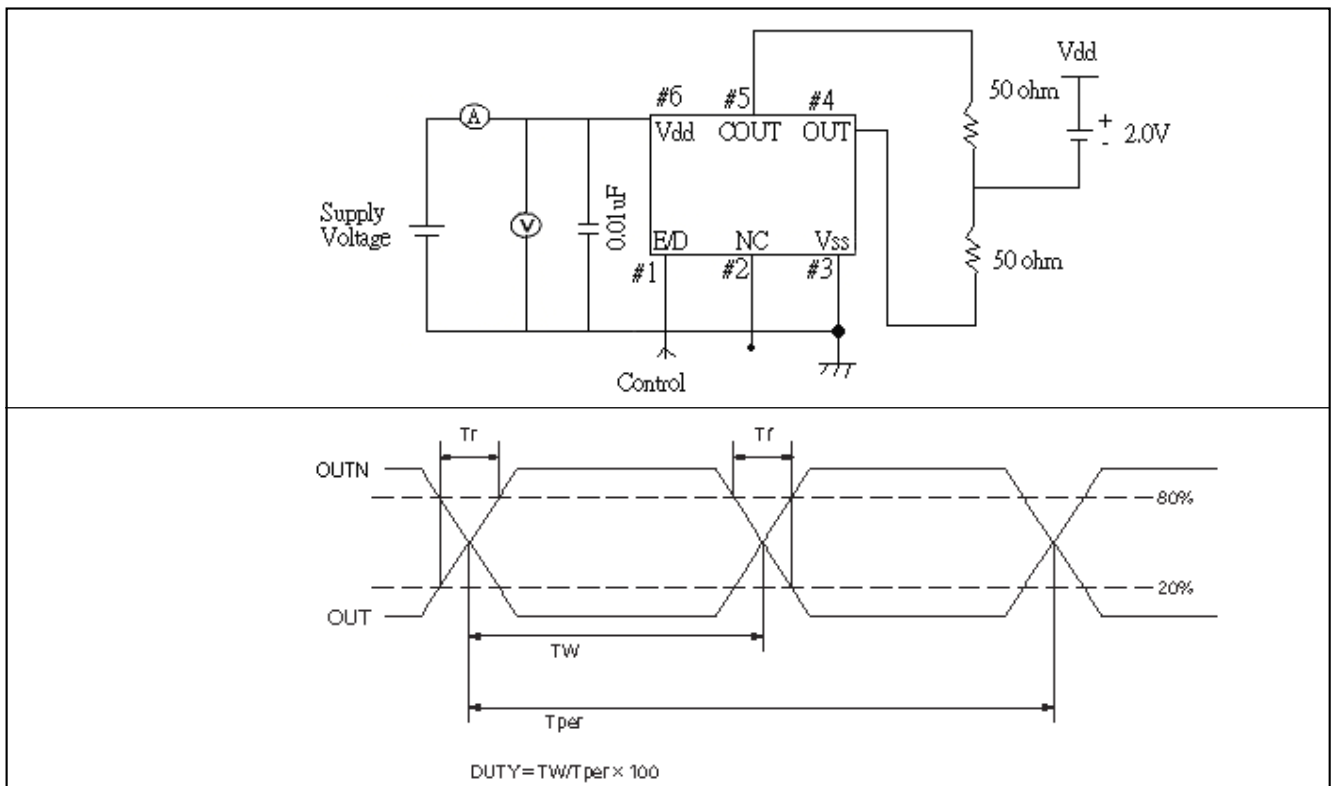 Vdd
50 ohm
+
-
2.0V
#6 #5 #4
A
Vdd COUT OUT
0.01uF
Supply
Voltage
V
50 ohm
E/D NC Vss
#1 #2 #3
Control
Tr Tf
OUTN
80%
20%
OUT
TW
Tper
DUTY=TW/Tper× 100